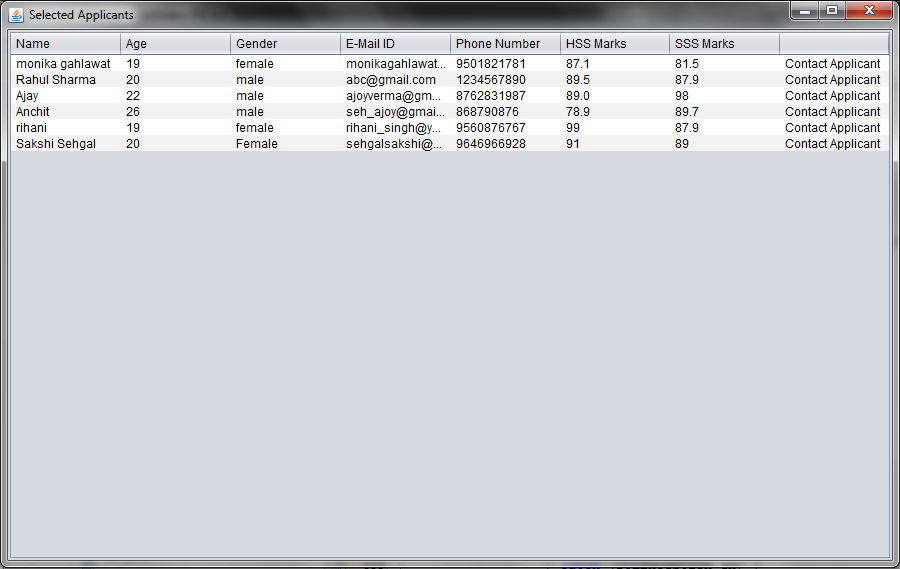 Selected Applicants
Name Age Gender E-Mail ID Phone Number HSS Marks SSS Marks
monika gahlawat 19 female monikagahlawat... 9501821781 87.1 81.5 Contact Applicant
Rahul Sharma 20 male abc@gmail.com 1234567890 89.5 87.9 Contact Applicant
Ajay 22 male ajoyverma@gm... 8762831987 89.0 98 Contact Applicant
Anchit 26 male seh_ajoy@gmai... 868790876 78.9 89.7 Contact Applicant
rihani 19 female rihani_singh@y... 9560876767 99 87.9 Contact Applicant
Sakshi Sehgal 20 Female sehgalsakshi@... 9646966928 91 89 Contact Applicant